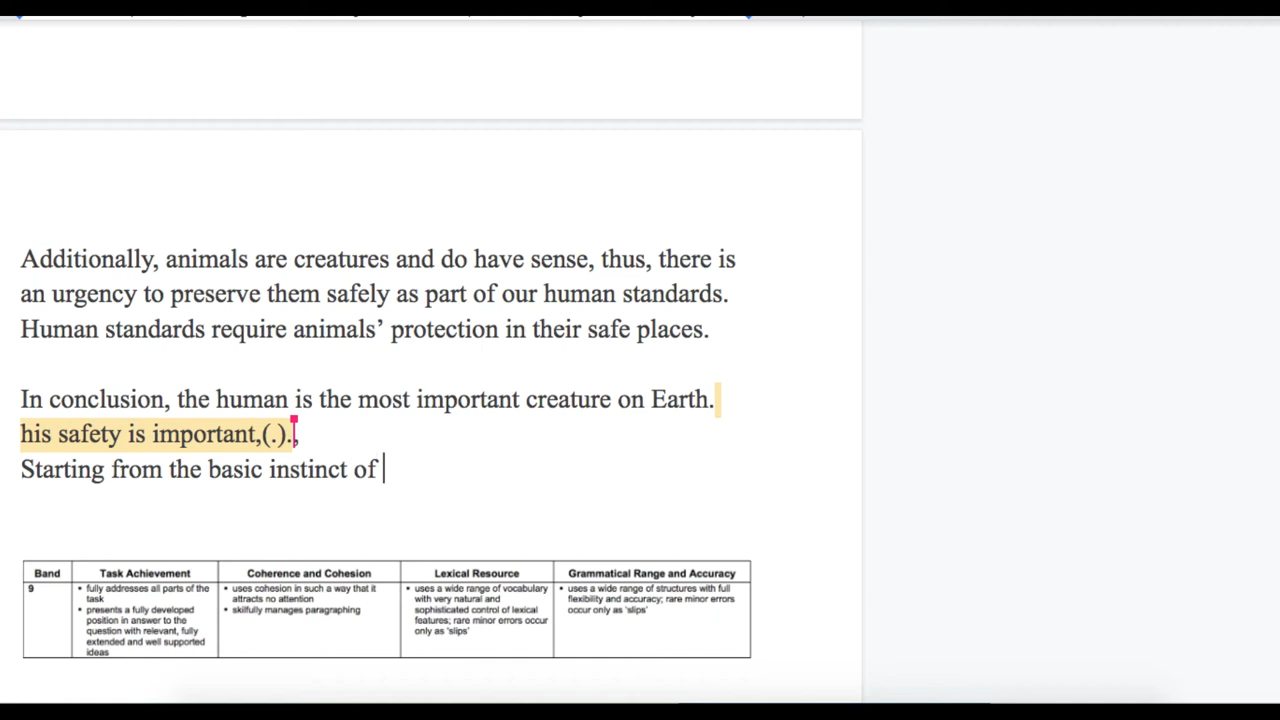 Additionally, animals are creatures and do have sense, thus, there is
an urgency to preserve them safely as part of our human standards.
Human standards require animals’ protection in their safe places.
In conclusion, the human is the most important creature on Earth.
his safety is important,(.).,
Starting from the basic instinct of
Band Task Achievement Coherence and Cohesion Lexical Resource Grammatical Range and Accuracy
9
• fully addresses all parts of the
task
• presents a fully developed
position in answer to the
question with relevant, fully
extended and well supported
ideas
• uses cohesion in such a way that it
attracts no attention
• skilfully manages paragraphing
• uses a wide range of vocabulary
with very natural and
sophisticated control of lexical
features; rare minor errors occur
only as ‘slips’
• uses a wide range of structures with full
flexibility and accuracy; rare minor errors
occur only as ‘slips’